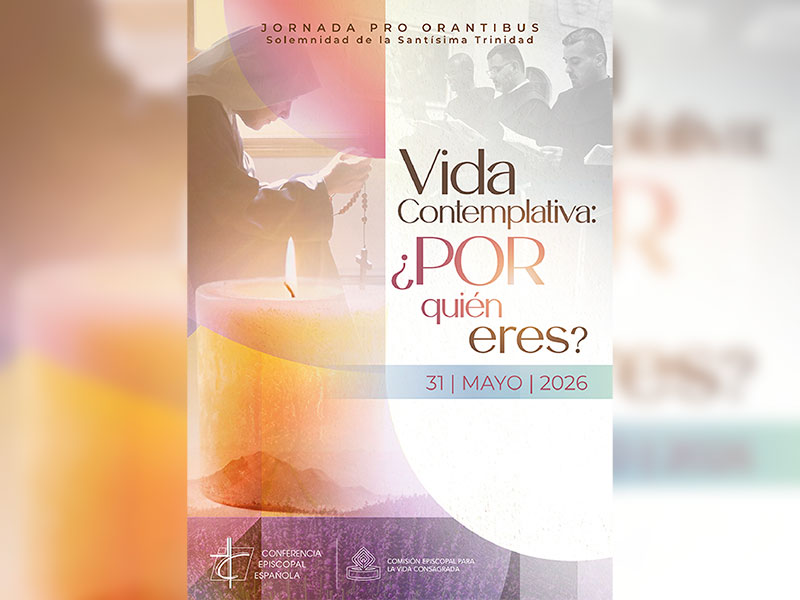 JORNADA PRO ORANTIBUS
Solemnidad de la Santísima Trinidad
Vida
Contemplativa:
¿POR
quién
eres?
31 | MAYO | 2026
CONFERENCIA
EPISCOPAL
ESPAÑOLA
COMISIÓN EPISCOPAL PARA
LA VIDA CONSAGRADA